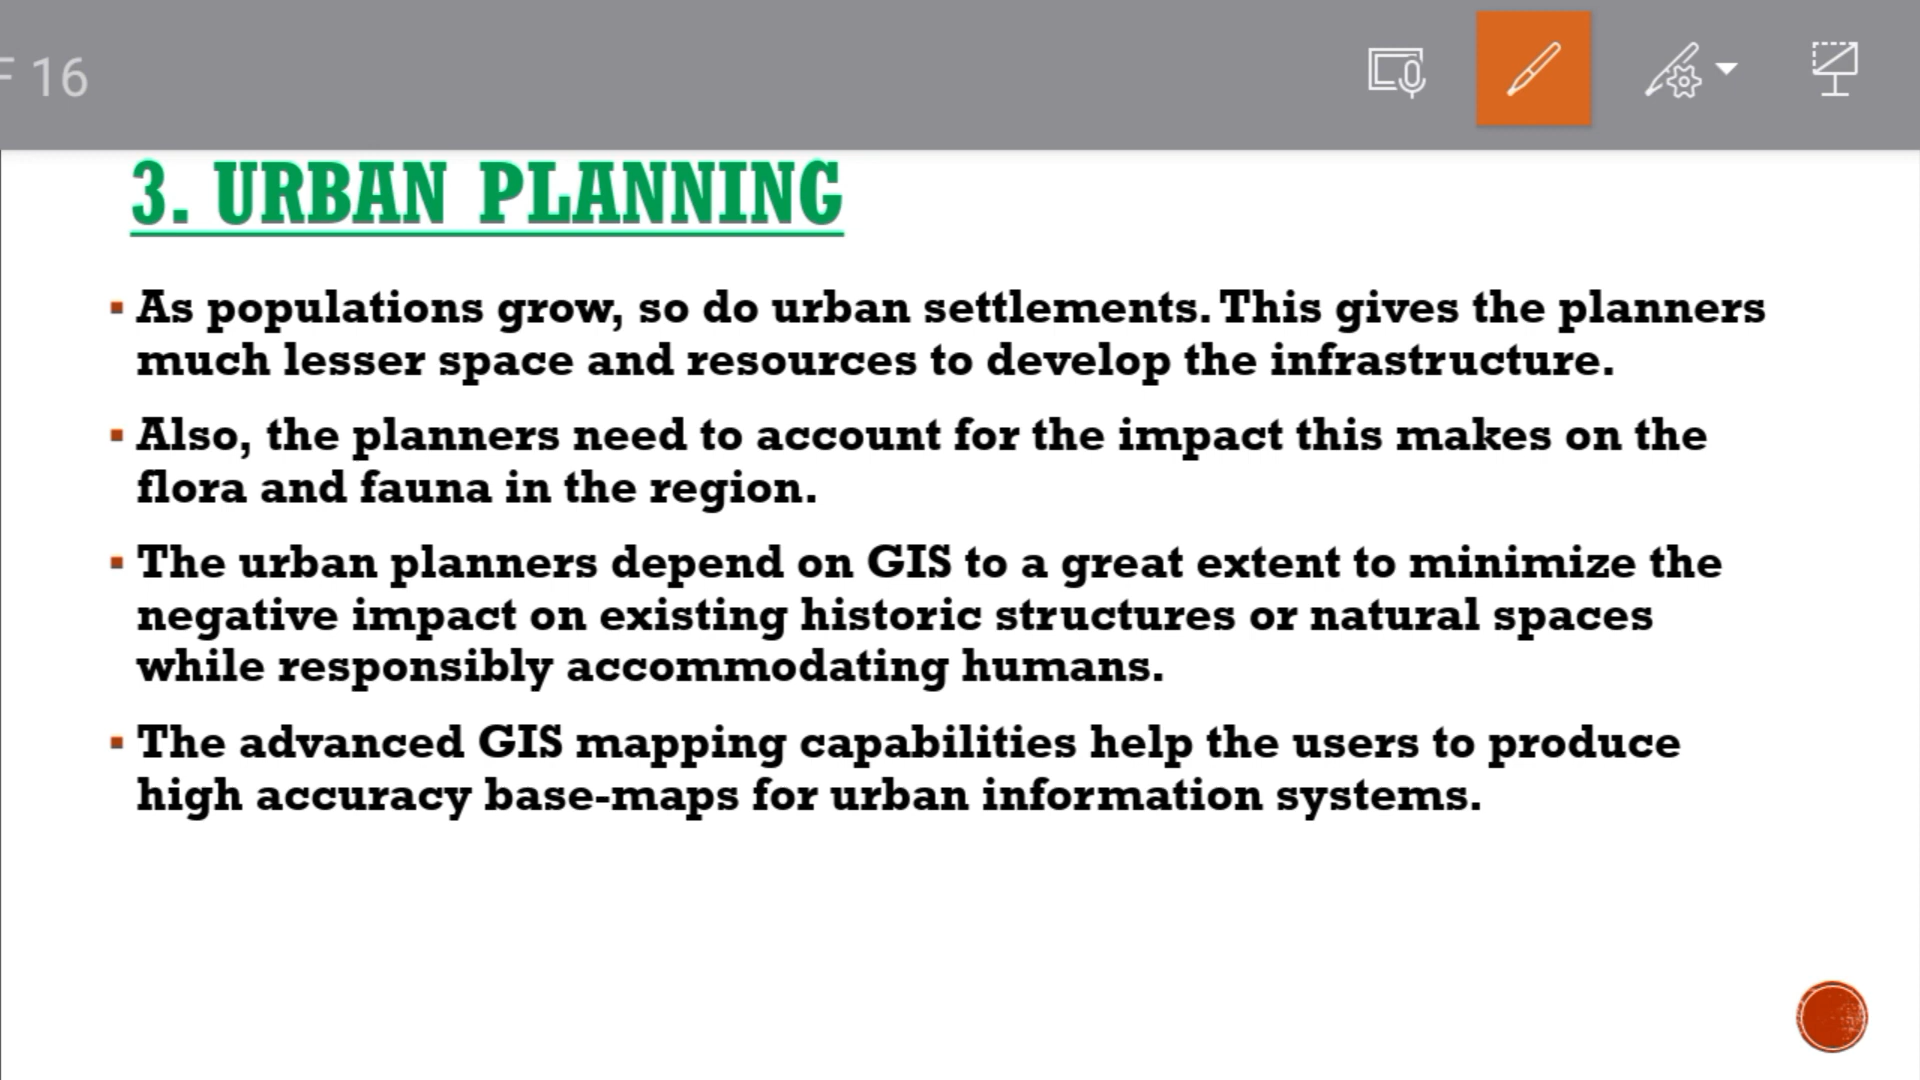 F 16
3. URBAN PLANNING
▪ As populations grow, so do urban settlements. This gives the planners
much lesser space and resources to develop the infrastructure.
▪ Also, the planners need to account for the impact this makes on the
flora and fauna in the region.
▪ The urban planners depend on GIS to a great extent to minimize the
negative impact on existing historic structures or natural spaces
while responsibly accommodating humans.
▪ The advanced GIS mapping capabilities help the users to produce
high accuracy base-maps for urban information systems.